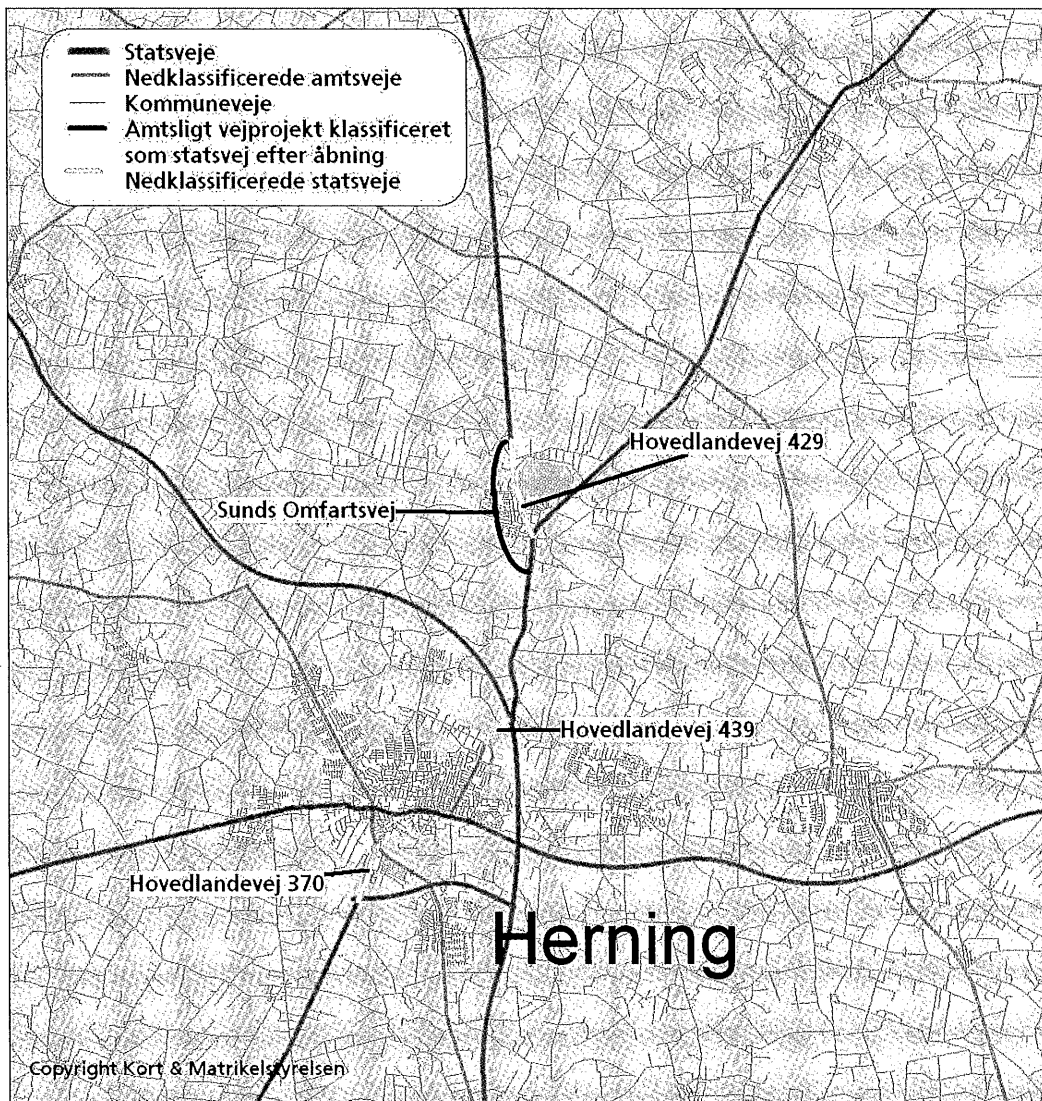 Statsveje
Nedklassificerede amtsveje
Kommuneveje
Amtsligt vejprojekt klassificeret
som statsvej efter åbning
Nedklassificerede statsveje
Hovedlandevej 429
Sunds Omfartsvej
Hovedlandevej 439
Hovedlandevej 370
Herning
Copyright Kort & Matrikelstyrelsen